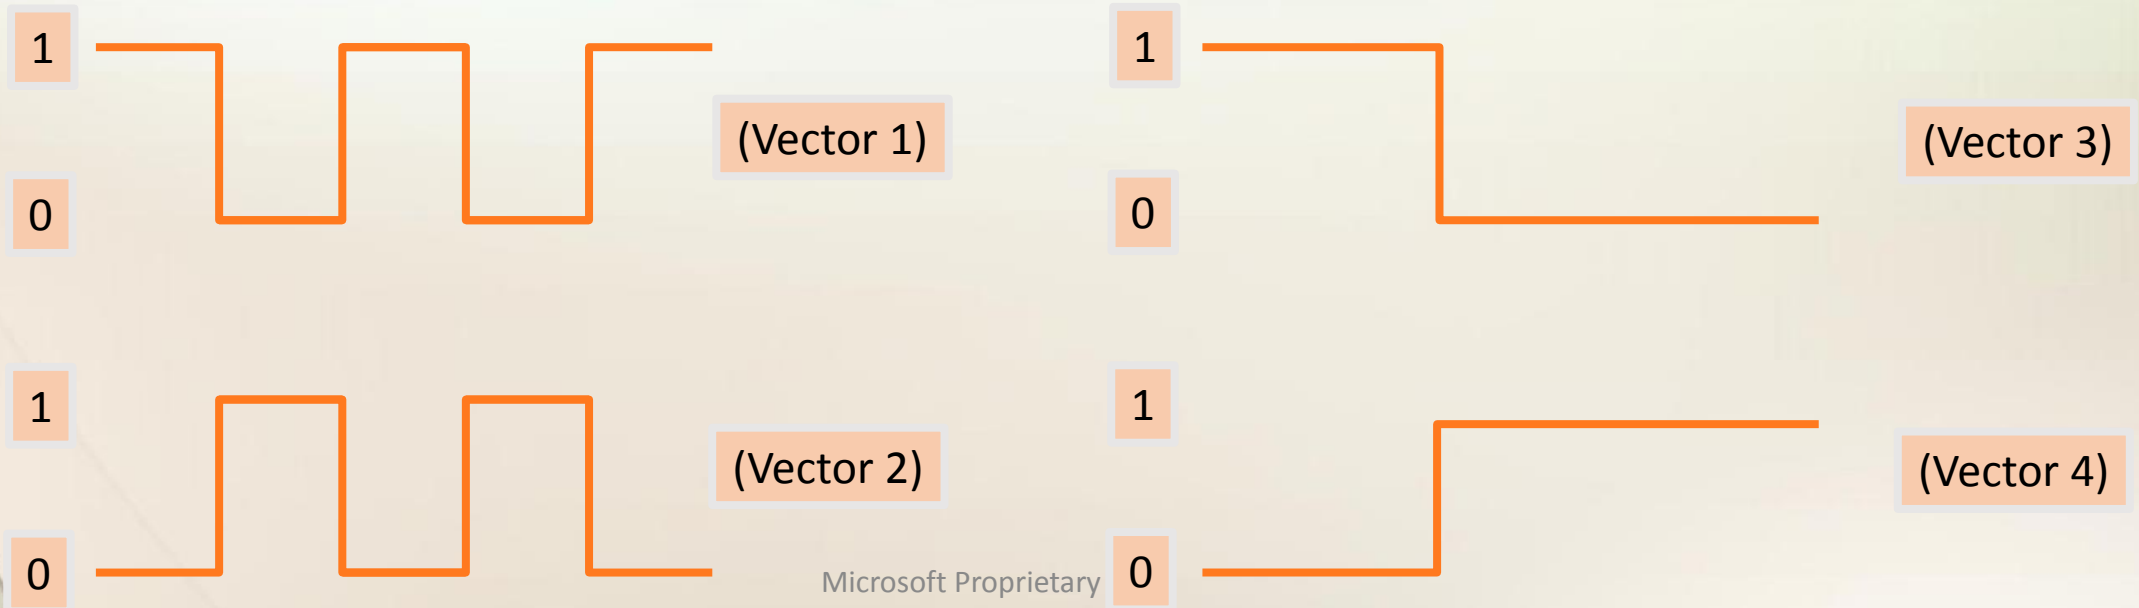 1
(Vector 1)
0
1
(Vector 2)
0
1
(Vector 3)
0
1
(Vector 4)
0
Microsoft Proprietary